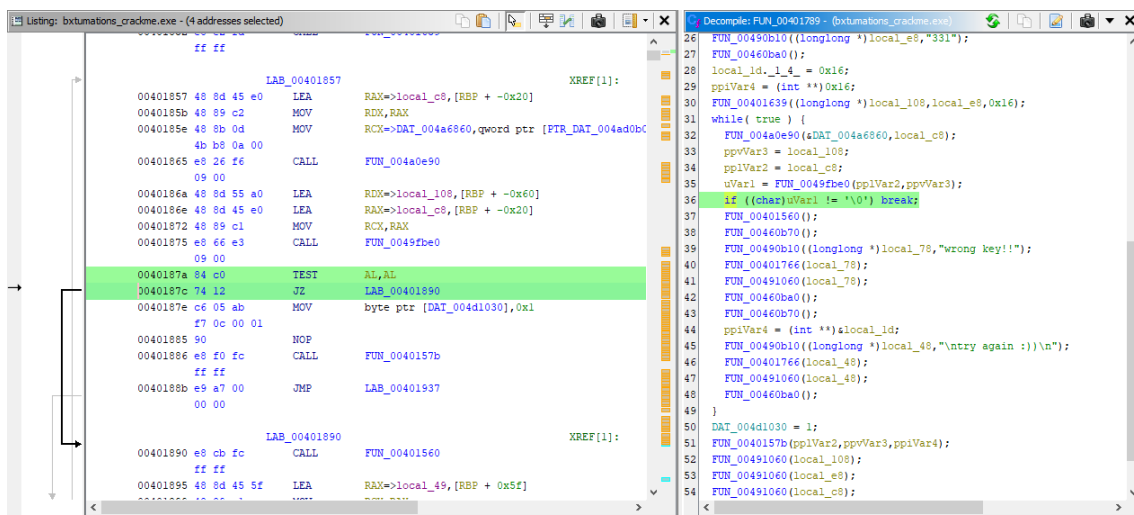 Listing: bxtumations_crackme.exe - (4 addresses selected)
ff ff
LAB_00401857 XREF[1]:
00401857 48 8d 45 e0 LEA RAX=>local_c8,[RBP + -0x20]
0040185b 48 89 c2 MOV RDX,RAX
0040185e 48 8b 0d MOV RCX=>DAT_004a6860,qword ptr [PTR_DAT_004ad0b0
4b b8 0a 00
00401865 e8 26 f6 CALL FUN_004a0e90
09 00
0040186a 48 8d 55 a0 LEA RDX=>local_108,[RBP + -0x60]
0040186e 48 8d 45 e0 LEA RAX=>local_c8,[RBP + -0x20]
00401872 48 89 c1 MOV RCX,RAX
00401875 e8 66 e3 CALL FUN_0049fbe0
09 00
0040187a 84 c0 TEST AL,AL
0040187c 74 12 JZ LAB_00401890
0040187e c6 05 ab MOV byte ptr [DAT_004d1030],0x1
f7 0c 00 01
00401885 90 NOP
00401886 e8 f0 fc CALL FUN_0040157b
ff ff
0040188b e9 a7 00 JMP LAB_00401937
00 00
LAB_00401890 XREF[1]:
00401890 e8 cb fc CALL FUN_00401560
ff ff
00401895 48 8d 45 5f LEA RAX=>local_49,[RBP + 0x5f]
Decompile: FUN_00401789 - (bxtumations_crackme.exe)
26 FUN_00490b10((longlong *)local_e8,"331");
27 FUN_00460ba0();
28 local_1d._1_4_ = 0x16;
29 ppiVar4 = (int **)0x16;
30 FUN_00401639((longlong *)local_108,local_e8,0x16);
31 while( true ) {
32 FUN_004a0e90(&DAT_004a6860,local_c8);
33 ppvVar3 = local_108;
34 pplVar2 = local_c8;
35 uVar1 = FUN_0049fbe0(pplVar2,ppvVar3);
36 if ((char)uVar1 != '\0') break;
37 FUN_00401560();
38 FUN_00460b70();
39 FUN_00490b10((longlong *)local_78,"wrong key!!");
40 FUN_00401766(local_78);
41 FUN_00491060(local_78);
42 FUN_00460ba0();
43 FUN_00460b70();
44 ppiVar4 = (int **)&local_1d;
45 FUN_00490b10((longlong *)local_48,"\ntry again :))\n");
46 FUN_00401766(local_48);
47 FUN_00491060(local_48);
48 FUN_00460ba0();
49 }
50 DAT_004d1030 = 1;
51 FUN_0040157b(pplVar2,ppvVar3,ppiVar4);
52 FUN_00491060(local_108);
53 FUN_00491060(local_e8);
54 FUN_00491060(local_c8);